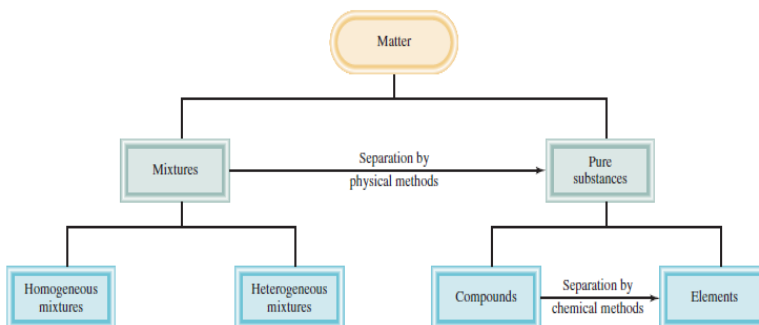 Matter
Mixtures
Separation by
physical methods
Pure
substances
Homogeneous
mixtures
Heterogeneous
mixtures
Compounds
Separation by
chemical methods
Elements